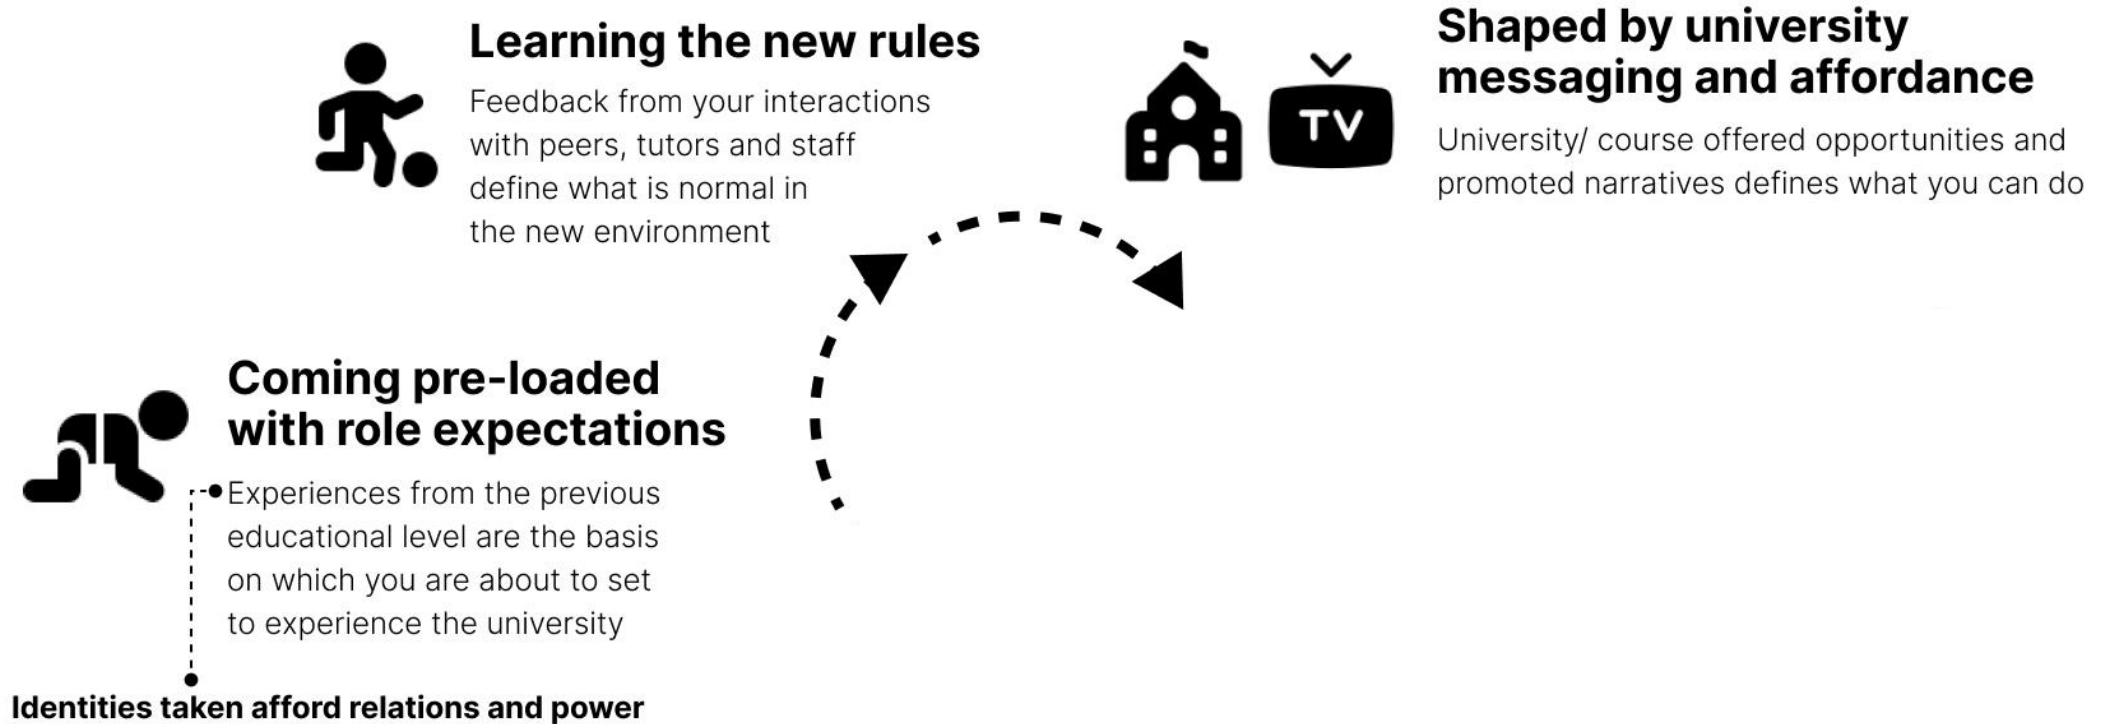 Learning the new rules
Feedback from your interactions
with peers, tutors and staff
define what is normal in
the new environment
TV
Shaped by university
messaging and affordance
University/ course offered opportunities and
promoted narratives defines what you can do
Coming pre-loaded
with role expectations
Experiences from the previous
educational level are the basis
on which you are about to set
to experience the university
Identities taken afford relations and power